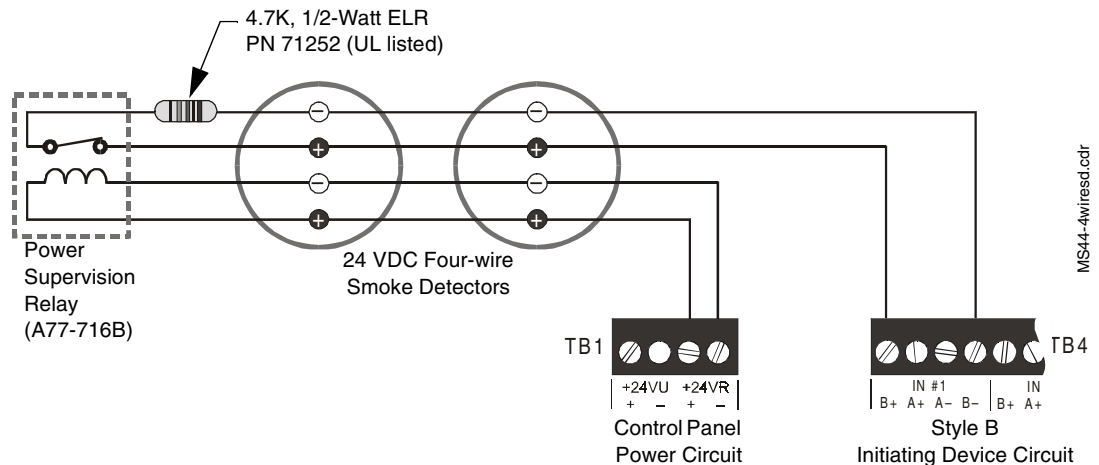 4.7K, 1/2-Watt ELR
PN 71252 (UL listed)
Power
Supervision
Relay
(A77-716B)
24 VDC Four-wire
Smoke Detectors
MS44-4wiresd.cdr
TB1
+24VU +24VR
+ – + –
Control Panel
Power Circuit
TB4
IN #1 IN
B+ A+ A– B– B+ A+
Style B
Initiating Device Circuit